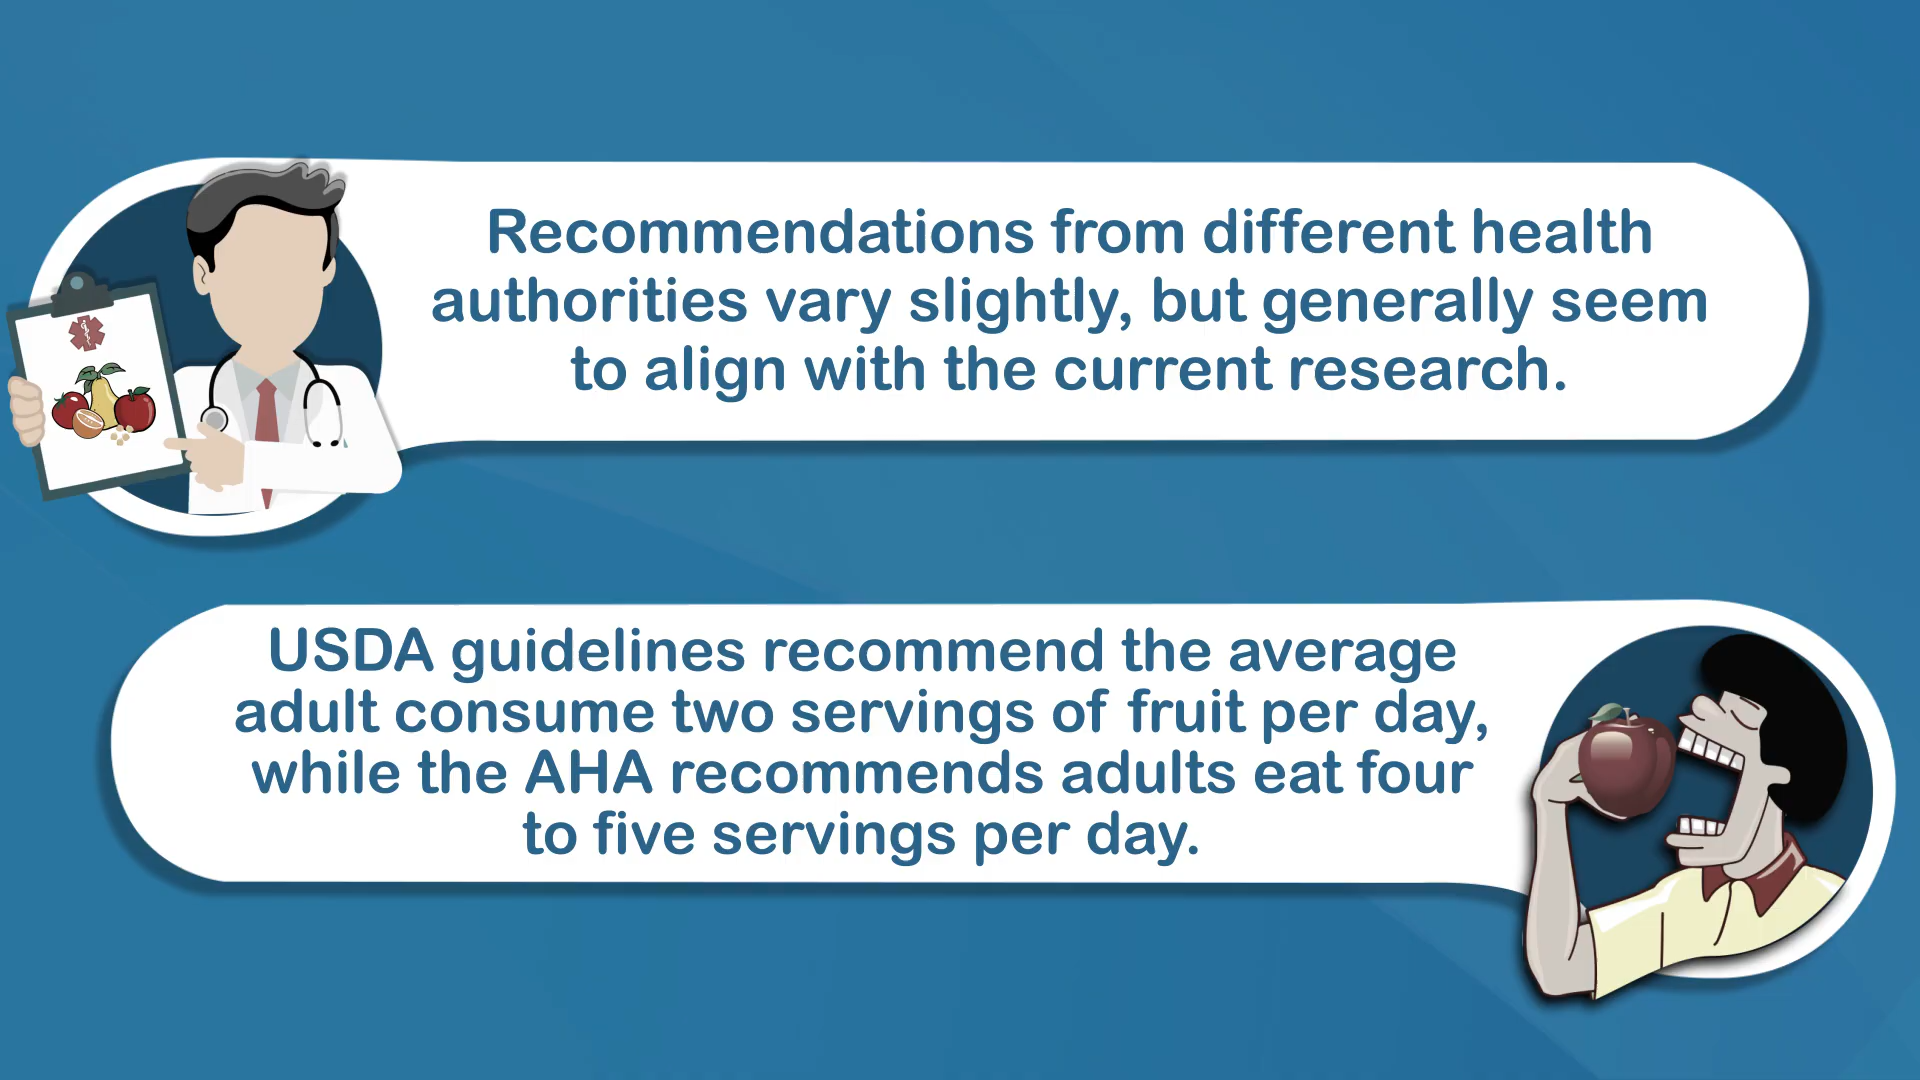 Recommendations from different health
authorities vary slightly, but generally seem
to align with the current research.
USDA guidelines recommend the average
adult consume two servings of fruit per day,
while the AHA recommends adults eat four
to five servings per day.